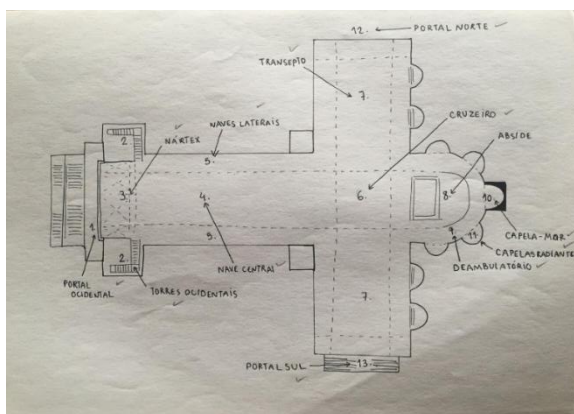 12. PORTAL NORTE
TRANSEPTO
7.
CRUZEIRO
2.
NAVES LATERAIS
NÁRTEX
5.
ABSIDE
3.
4.
6.
8.
10.
1.
5.
9.
11.
CAPELA-MOR
CAPELAS RADIANTES
DEAMBULATÓRIO
2.
NAVE CENTRAL
PORTAL
OCIDENTAL
TORRES OCIDENTAIS
7.
PORTAL SUL
13.